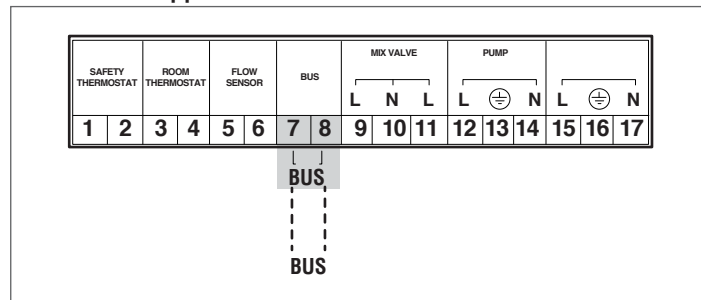 SAFETY THERMOSTAT ROOM THERMOSTAT FLOW SENSOR BUS MIX VALVE PUMP
L N L L N L N
1 2 3 4 5 6 7 8 9 10 11 12 13 14 15 16 17
BUS
BUS